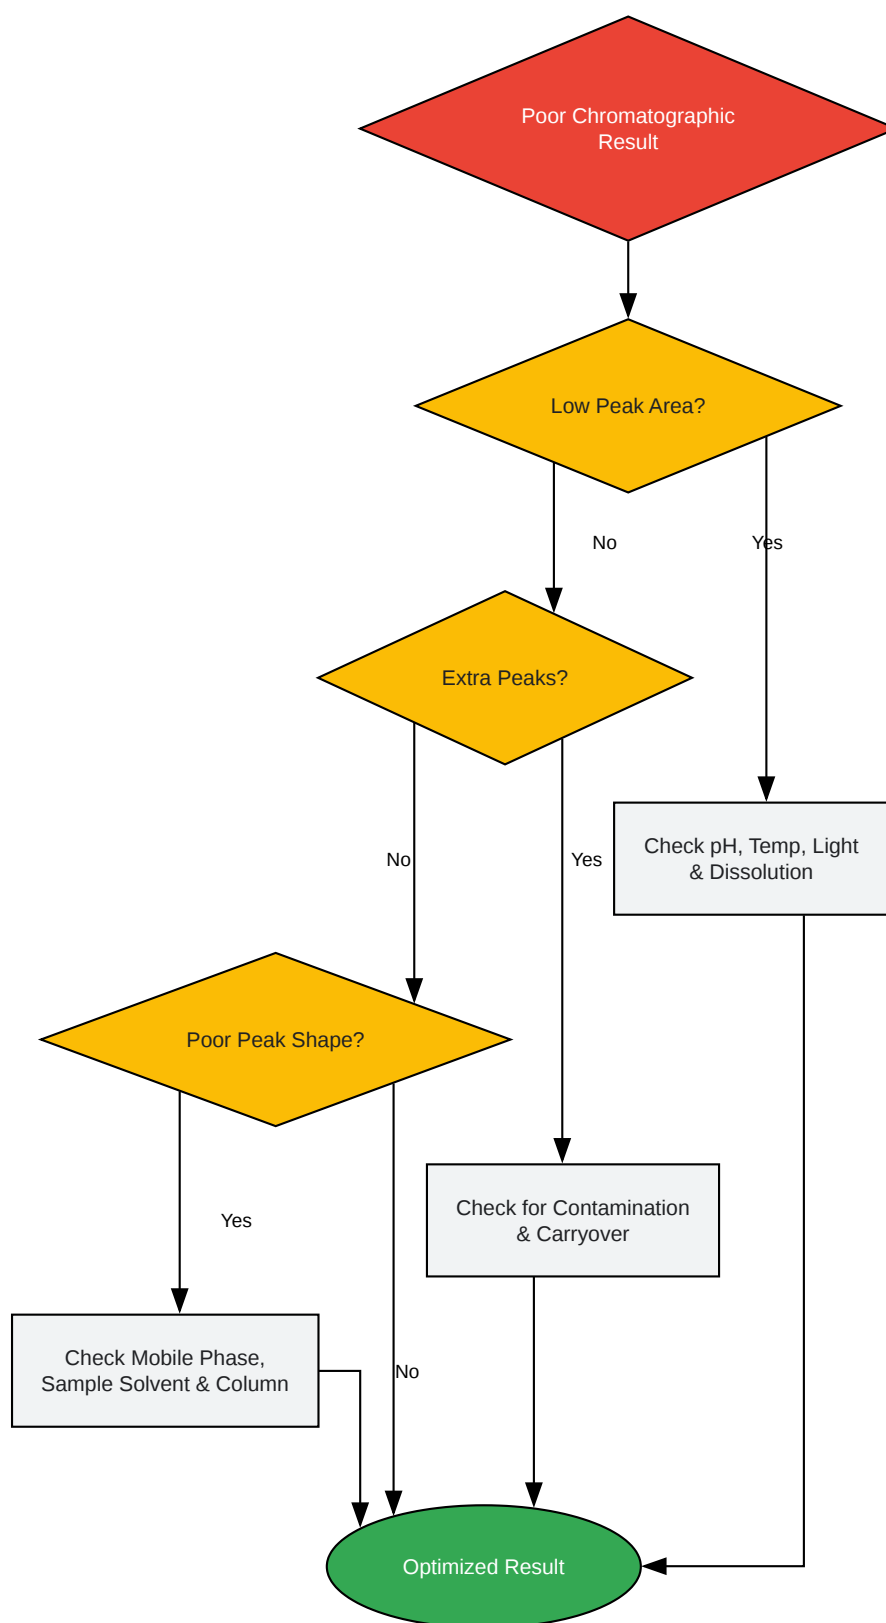 Poor Chromatographic
Result
Low Peak Area?
No
Yes
Extra Peaks?
No
Yes
Check pH, Temp, Light
& Dissolution
Poor Peak Shape?
Yes
Check for Contamination
& Carryover
Check Mobile Phase,
Sample Solvent & Column
No
Optimized Result